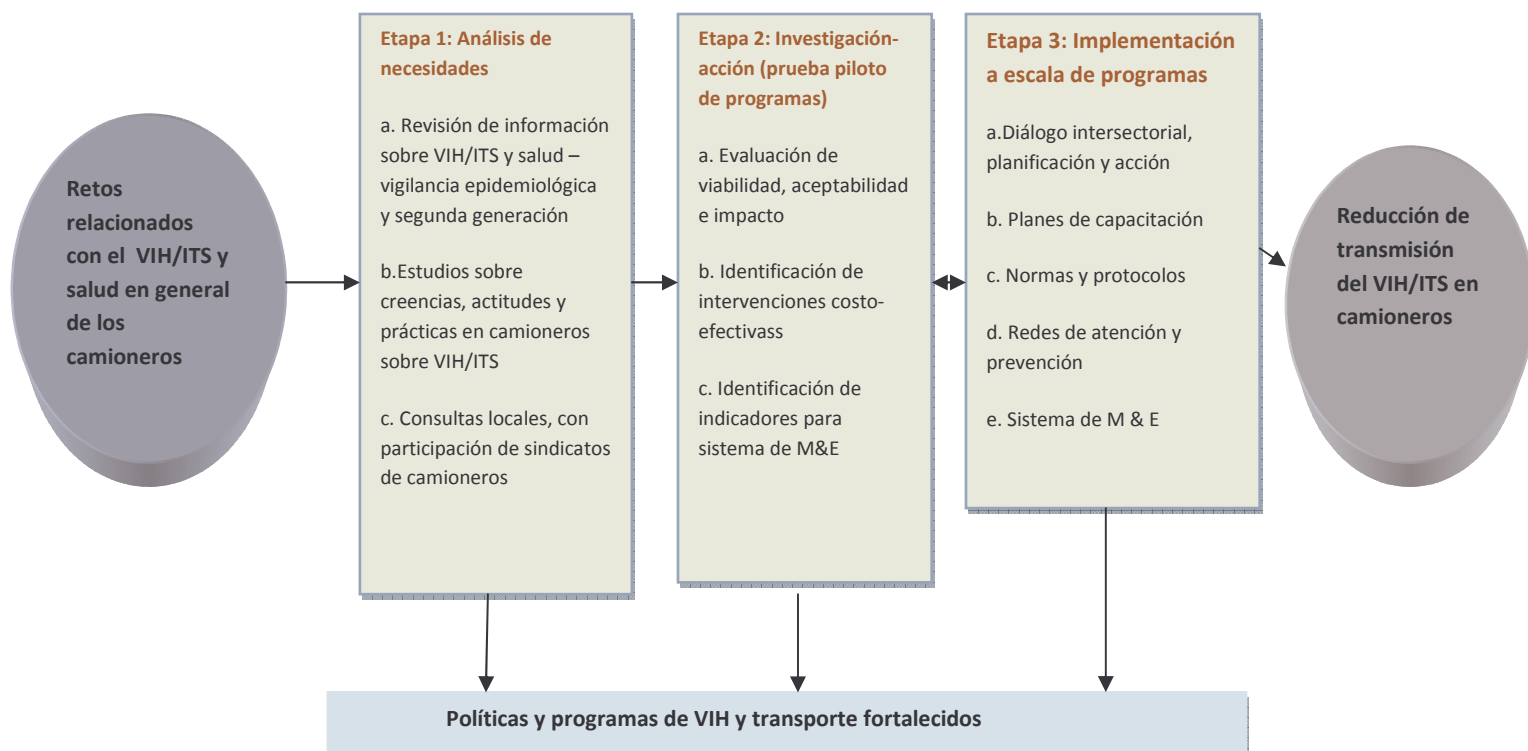 Retos
relacionados
con el VIH/ITS y
salud en general
de los
camioneros
Etapa 1: Análisis de
necesidades
a. Revisión de información
sobre VIH/ITS y salud –
vigilancia epidemiológica
y segunda generación
b.Estudios sobre
creencias, actitudes y
prácticas en camioneros
sobre VIH/ITS
c. Consultas locales, con
participación de sindicatos
de camioneros
Etapa 2: Investigación-
acción (prueba piloto
de programas)
a. Evaluación de
viabilidad, aceptabilidad
e impacto
b. Identificación de
intervenciones costo-
efectivass
c. Identificación de
indicadores para
sistema de M&E
Etapa 3: Implementación
a escala de programas
a.Diálogo intersectorial,
planificación y acción
b. Planes de capacitación
c. Normas y protocolos
d. Redes de atención y
prevención
e. Sistema de M & E
Reducción de
transmisión
del VIH/ITS en
camioneros
Políticas y programas de VIH y transporte fortalecidos